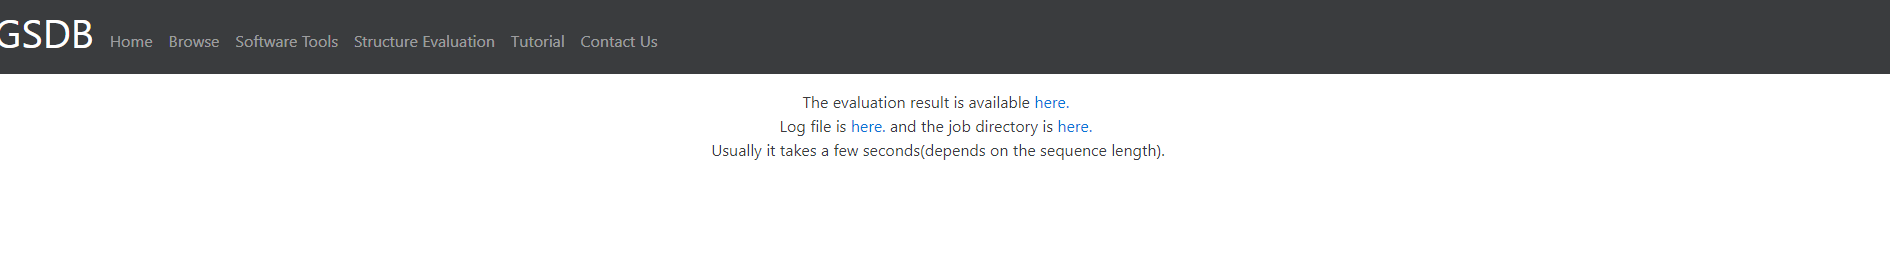 GSDB Home Browse Software Tools Structure Evaluation Tutorial Contact Us
The evaluation result is available here.
Log file is here. and the job directory is here.
Usually it takes a few seconds(depends on the sequence length).